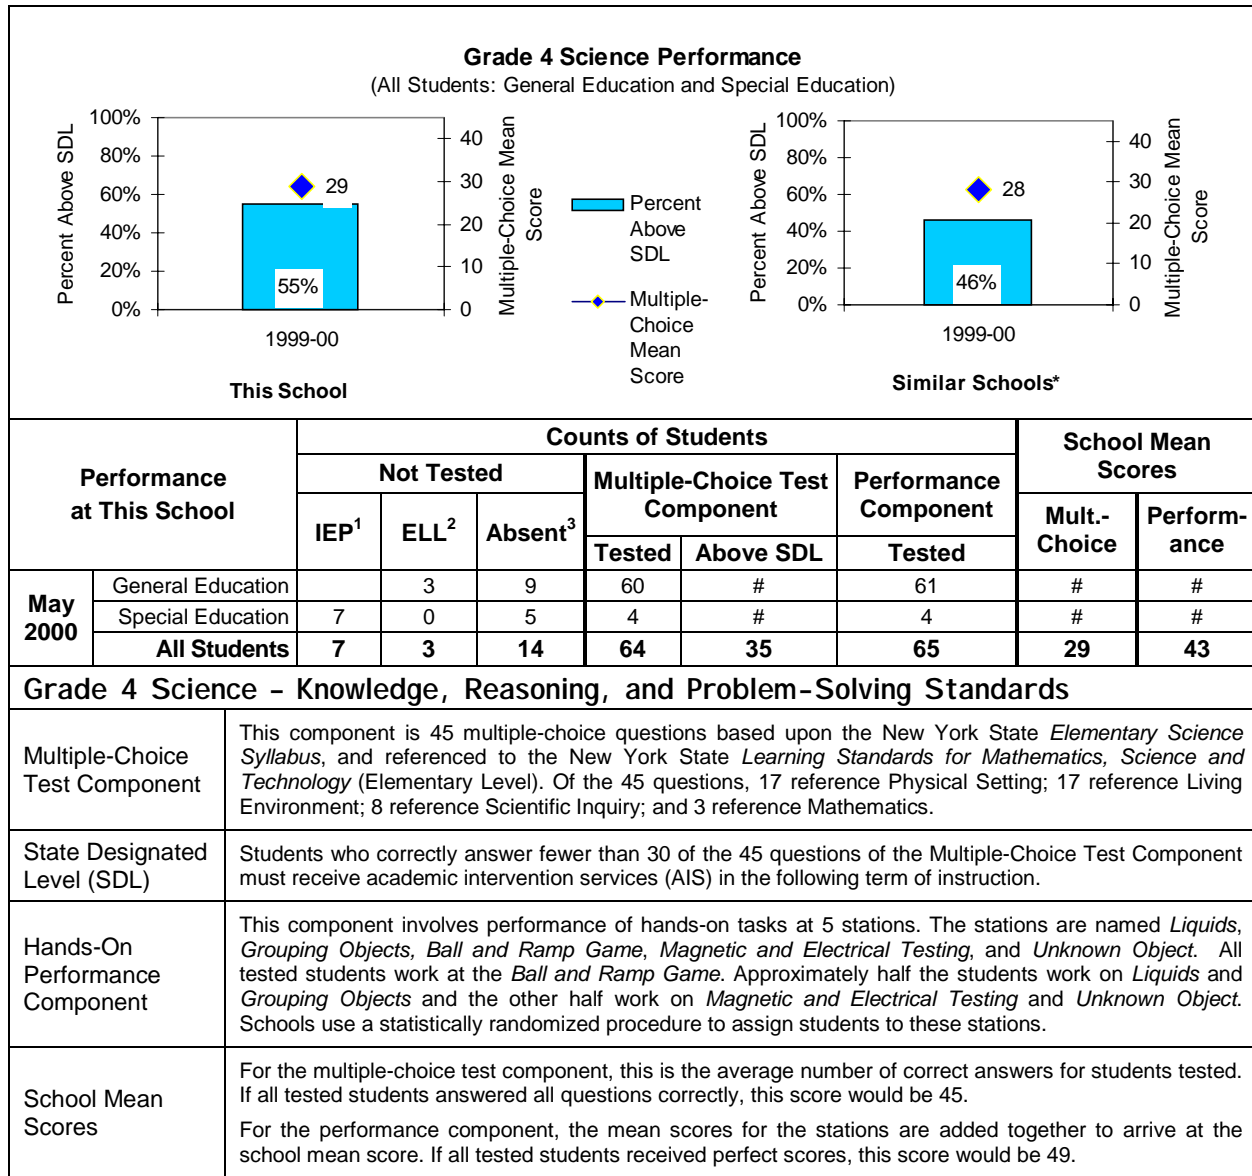 Grade 4 Science Performance
(All Students: General Education and Special Education)
Percent Above SDL
100%
80%
60%
40%
20%
0%
29
55%
40
30
20
10
0
Multiple-Choice Mean
Score
1999-00
This School
Percent
Above
SDL
Multiple-
Choice
Mean
Score
Percent Above SDL
100%
80%
60%
40%
20%
0%
28
46%
40
30
20
10
0
Multiple-Choice Mean
Score
1999-00
Similar Schools*
Performance
at This School
Counts of Students
School Mean
Scores
Not Tested
Multiple-Choice Test
Component
Performance
Component
IEP1
ELL2
Absent3
Mult.-
Choice
Perform-
ance
Tested
Above SDL
Tested
May
2000
General Education 3 9 60 # 61 # #
Special Education 7 0 5 4 # 4 # #
All Students 7 3 14 64 35 65 29 43
Grade 4 Science – Knowledge, Reasoning, and Problem-Solving Standards
Multiple-Choice
Test Component
This component is 45 multiple-choice questions based upon the New York State Elementary Science
Syllabus, and referenced to the New York State Learning Standards for Mathematics, Science and
Technology (Elementary Level). Of the 45 questions, 17 reference Physical Setting; 17 reference Living
Environment; 8 reference Scientific Inquiry; and 3 reference Mathematics.
State Designated
Level (SDL)
Students who correctly answer fewer than 30 of the 45 questions of the Multiple-Choice Test Component
must receive academic intervention services (AIS) in the following term of instruction.
Hands-On
Performance
Component
This component involves performance of hands-on tasks at 5 stations. The stations are named Liquids,
Grouping Objects, Ball and Ramp Game, Magnetic and Electrical Testing, and Unknown Object. All
tested students work at the Ball and Ramp Game. Approximately half the students work on Liquids and
Grouping Objects and the other half work on Magnetic and Electrical Testing and Unknown Object.
Schools use a statistically randomized procedure to assign students to these stations.
School Mean
Scores
For the multiple-choice test component, this is the average number of correct answers for students tested.
If all tested students answered all questions correctly, this score would be 45.
For the performance component, the mean scores for the stations are added together to arrive at the
school mean score. If all tested students received perfect scores, this score would be 49.